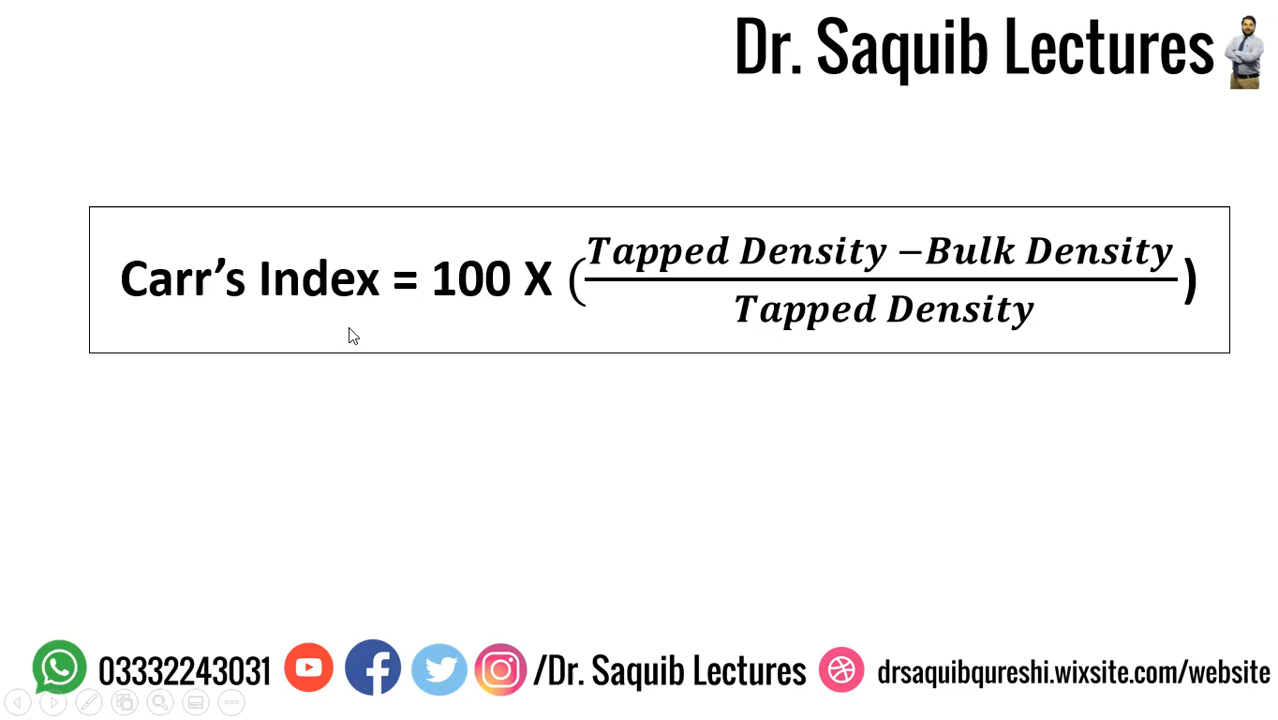 Dr. Saquib Lectures
Carr’s Index = 100 X (Tapped Density −Bulk Density
Tapped Density)
03332243031 /Dr. Saquib Lectures drsaquibqureshi.wixsite.com/website